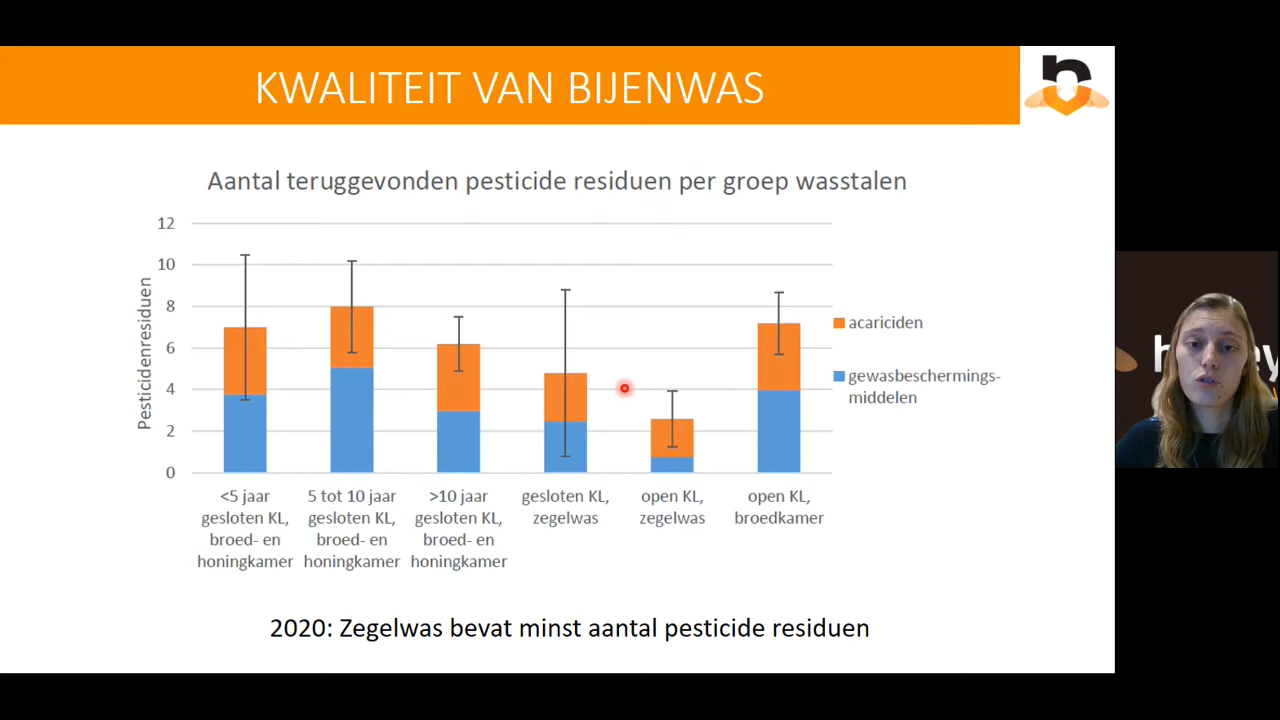 KWALITEIT VAN BIJENWAS
Aantal teruggevonden pesticide residuen per groep wasstalen
Pesticidenresiduen
12
10
8
6
4
2
0
acariciden
gewasbeschermings-
middelen
<5 jaar
gesloten KL,
broed- en
honingkamer
5 tot 10 jaar
gesloten KL,
broed- en
honingkamer
>10 jaar
gesloten KL,
broed- en
honingkamer
gesloten KL,
zegelwas
open KL,
zegelwas
open KL,
broedkamer
2020: Zegelwas bevat minst aantal pesticide residuen